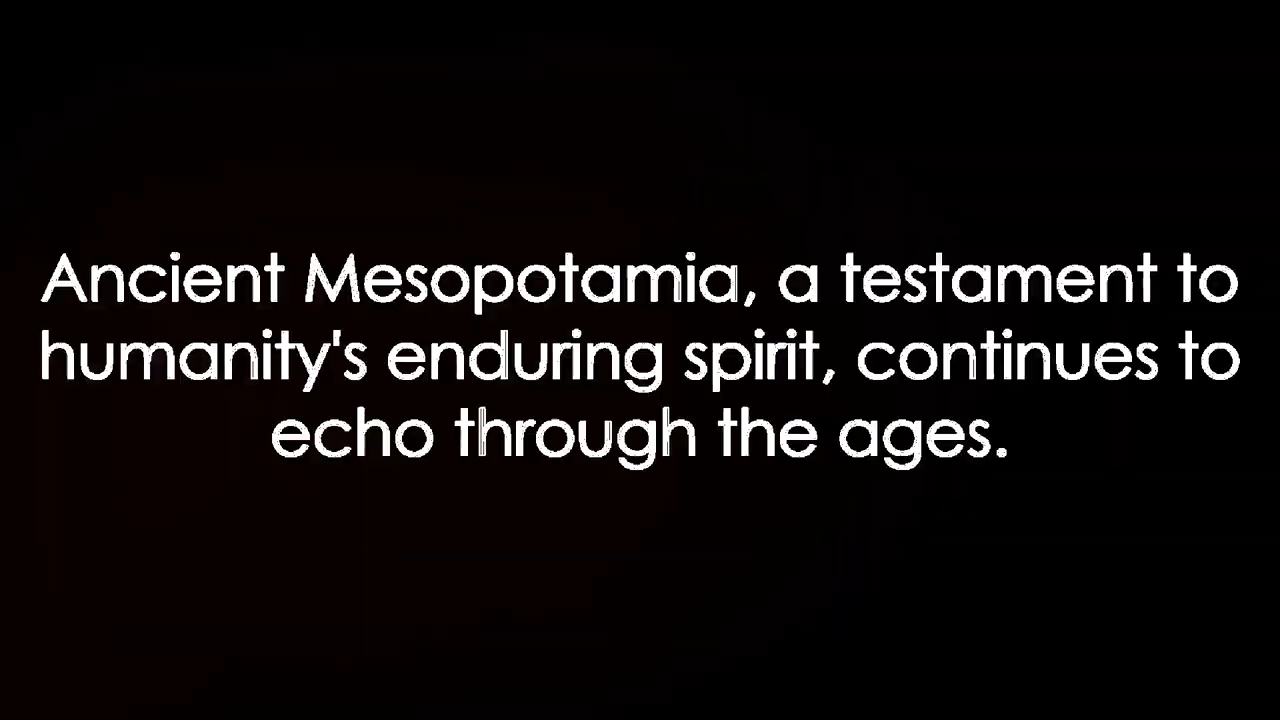 Ancient Mesopotamia, a testament to
humanity's enduring spirit, continues to
echo through the ages.